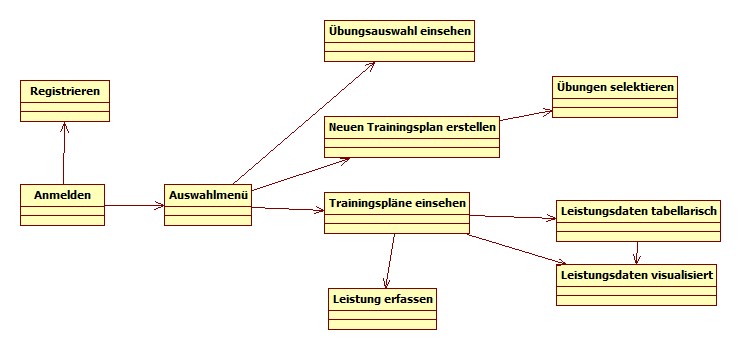 Übungsauswahl einsehen
Registrieren
Übungen selektieren
Neuen Trainingsplan erstellen
Anmelden
Auswahlmenü
Trainingspläne einsehen
Leistungsdaten tabellarisch
Leistungsdaten visualisiert
Leistung erfassen